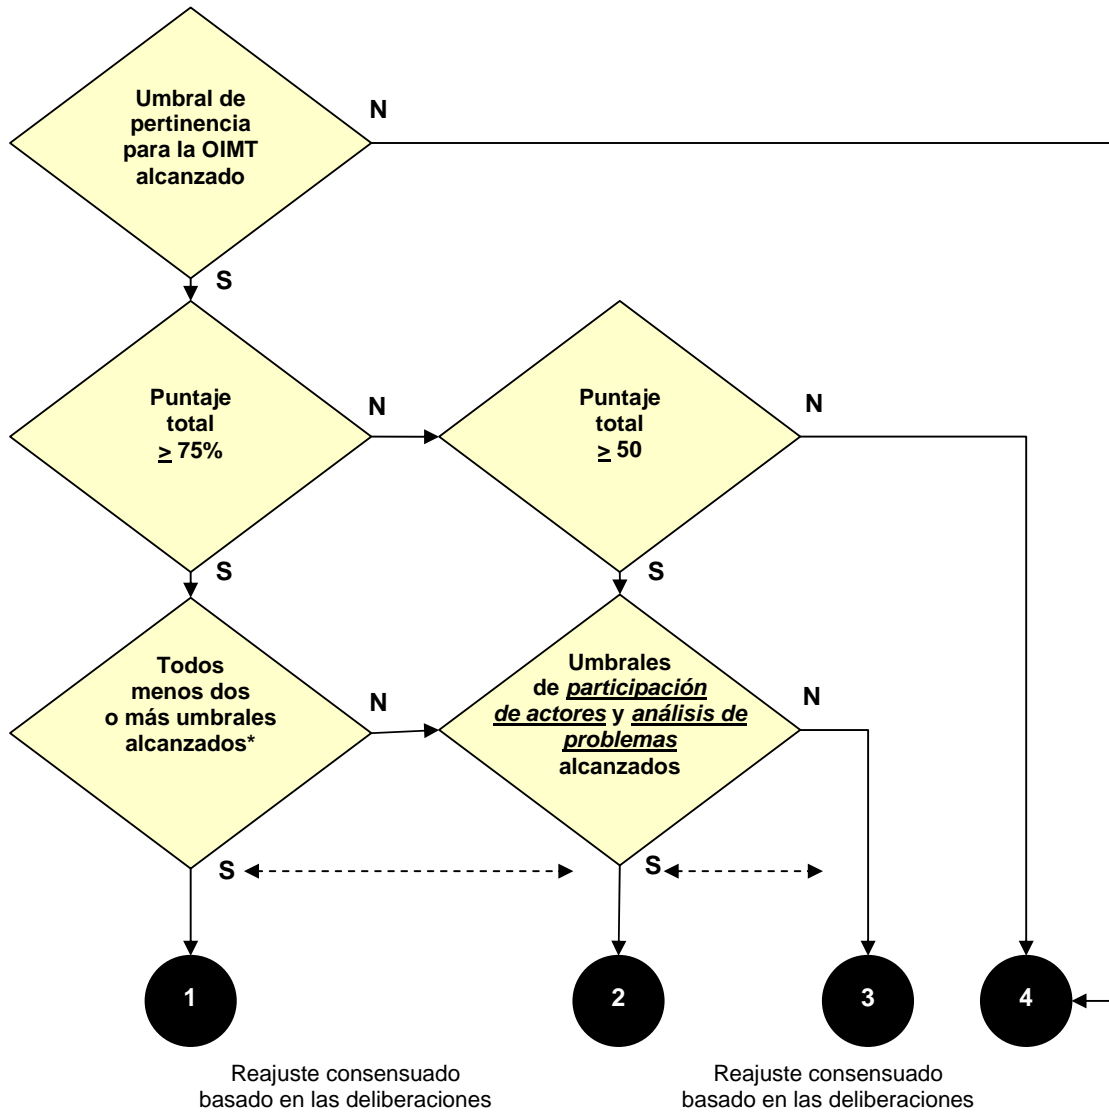 Umbral de
pertinencia
para la OIMT
alcanzado
N
S
Puntaje
total
≥ 75%
N
S
Puntaje
total
≥ 50
N
S
Todos
menos dos
o más umbrales
alcanzados*
N
S
Umbrales
de participación
de actores y análisis de
problemas
alcanzados
N
S
1
2
3
4
Reajuste consensuado
basado en las deliberaciones
Reajuste consensuado
basado en las deliberaciones